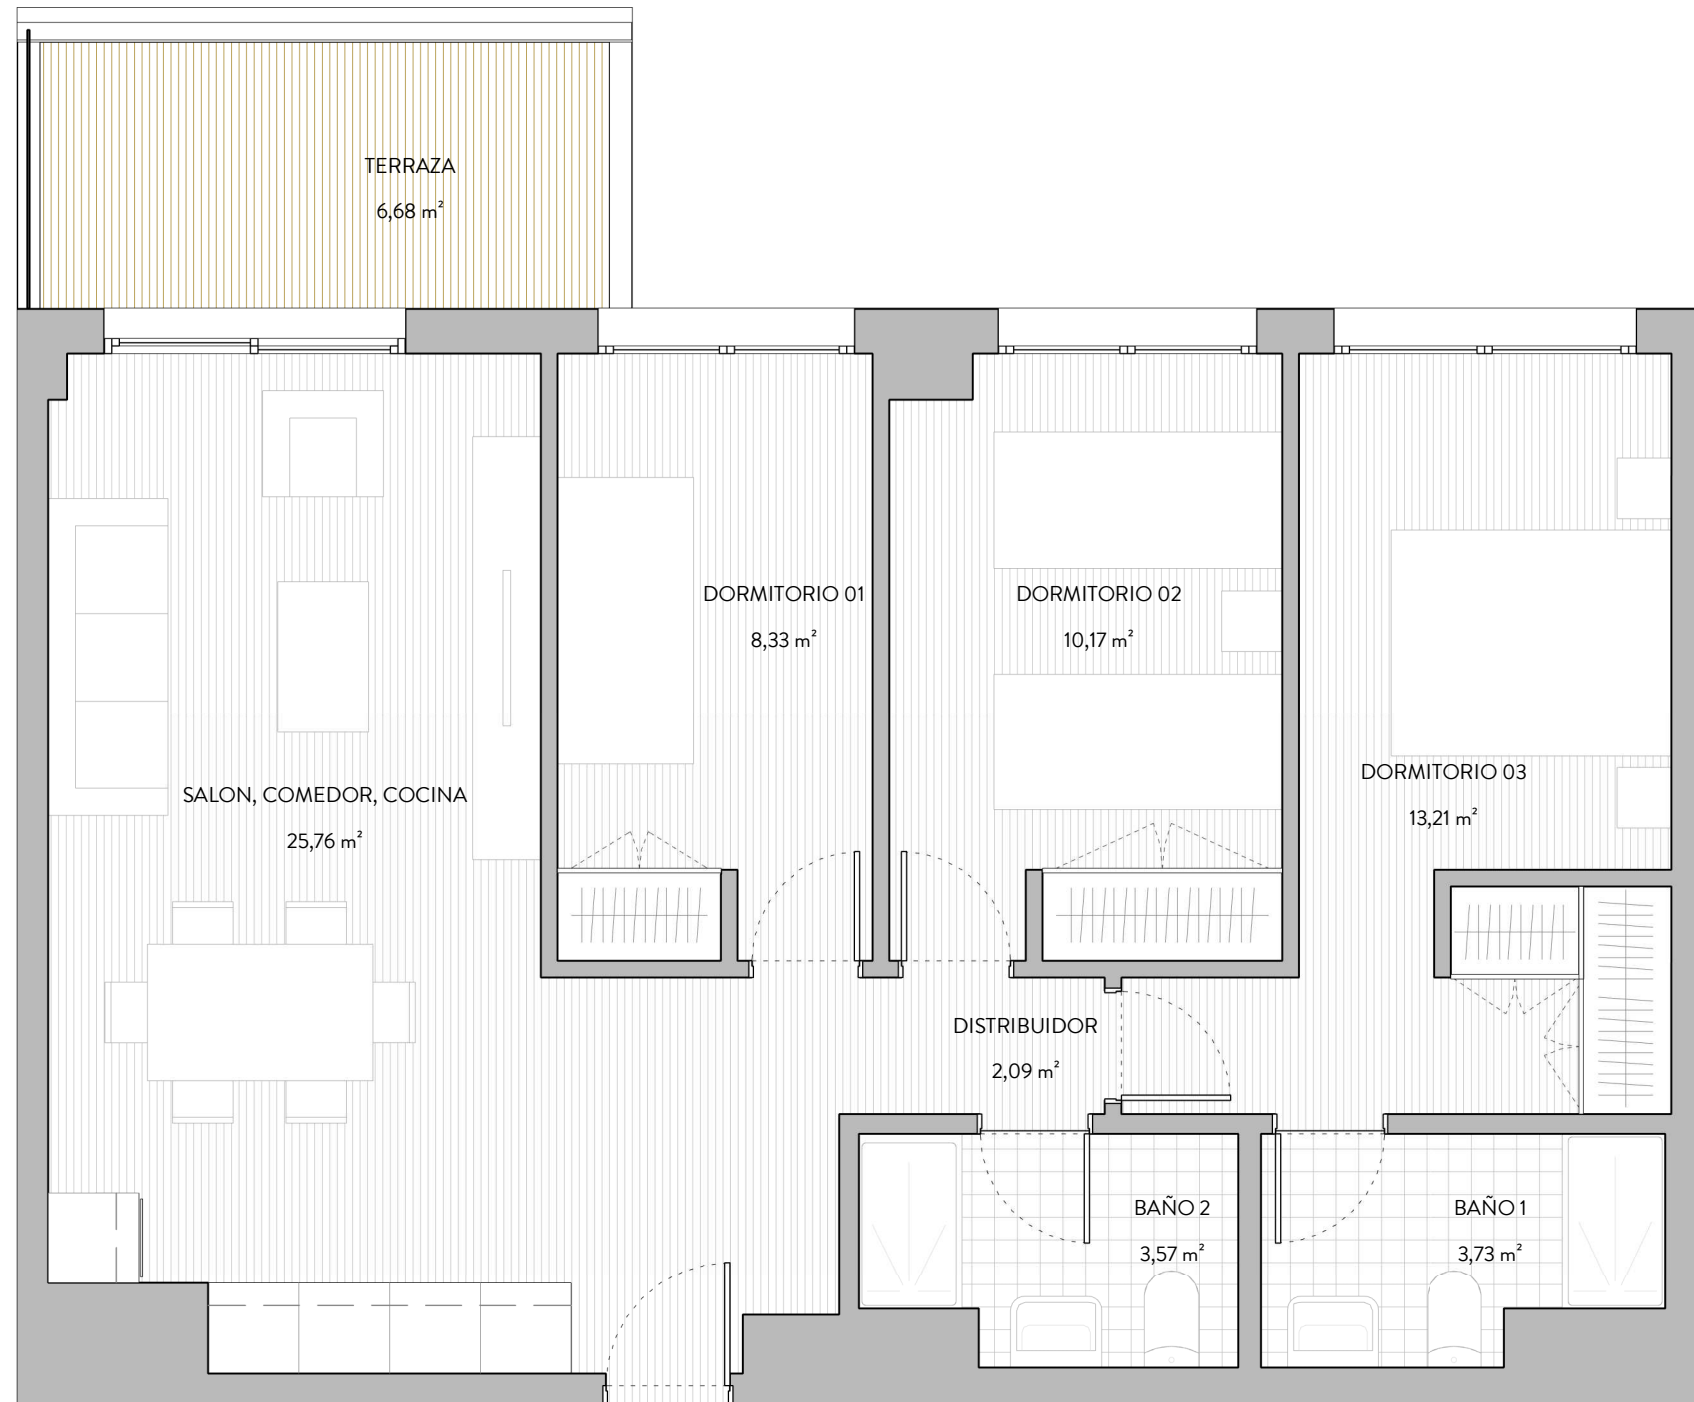 TERRAZA
6,68 m²
DORMITORIO 01
8,33 m²
DORMITORIO 02
10,17 m²
DORMITORIO 03
13,21 m²
SALON, COMEDOR, COCINA
25,76 m²
DISTRIBUIDOR
2,09 m²
BAÑO 2
3,57 m²
BAÑO 1
3,73 m²